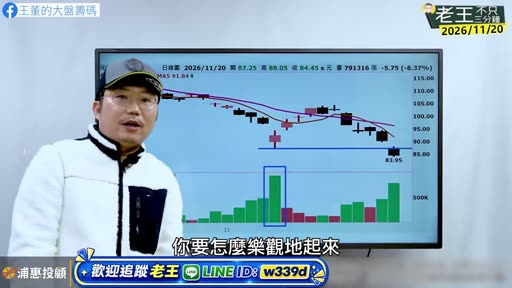 王董的大盤籌碼
老王不只三分鐘
2026/11/20
日線圖 2026/11/20 開 87.25 高 88.05 收 84.45 s 元 量 791316 張 -5.75 (-6.37%)
MA5 91.84
115.00
110.00
105.00
100.00
95.00
90.00
85.00
83.95
500K
11
你要怎麼樂觀地起來
浦惠投顧
歡迎追蹤 老王 LINE ID: w339d